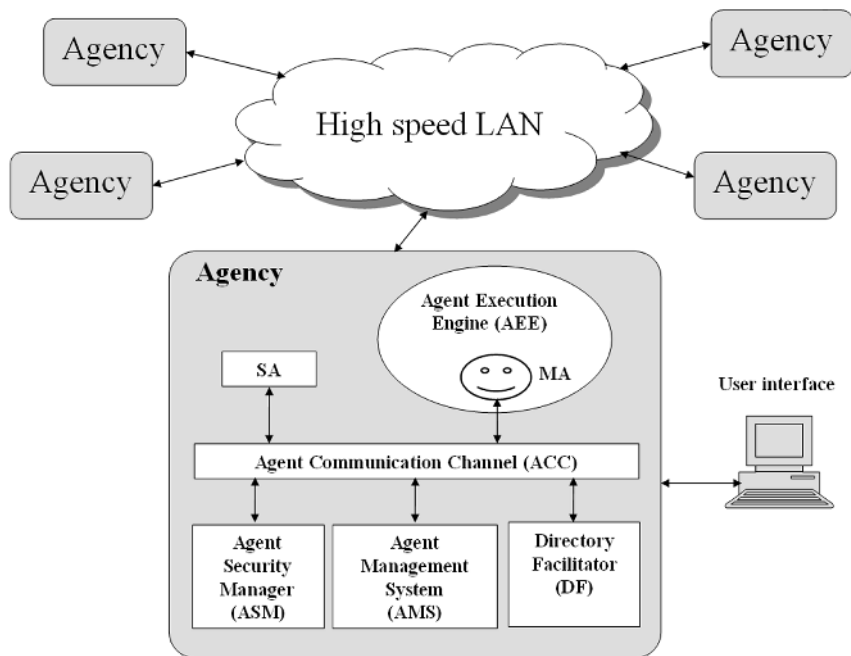 Agency
Agency
High speed LAN
Agency
Agency
Agency
Agent Execution
Engine (AEE)
SA
MA
User interface
Agent Communication Channel (ACC)
Agent
Security
Manager
(ASM)
Agent
Management
System
(AMS)
Directory
Facilitator
(DF)